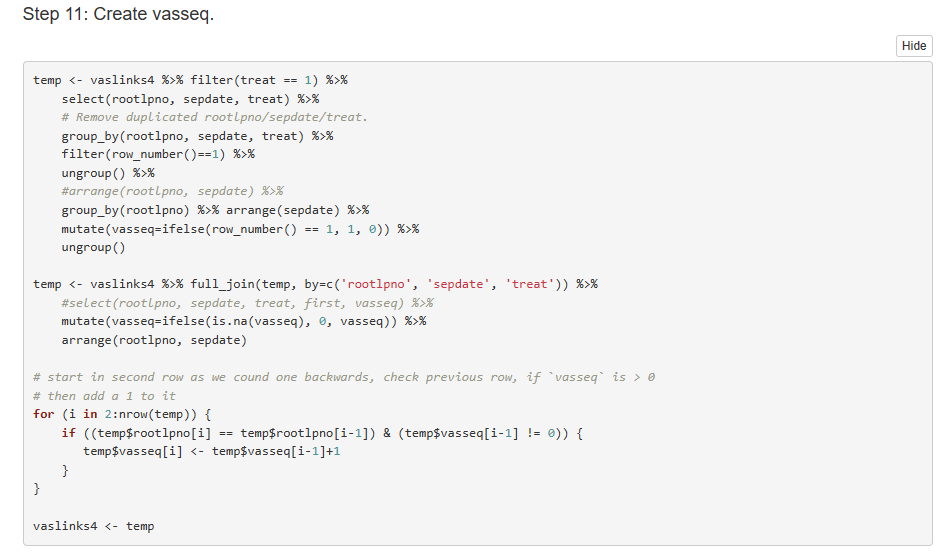 Step 11: Create vasseq.
Hide
temp <- vaslinks4 %>% filter(treat == 1) %>%
    select(rootlpno, sepdate, treat) %>%
    # Remove duplicated rootlpno/sepdate/treat.
    group_by(rootlpno, sepdate, treat) %>%
    filter(row_number()==1) %>%
    ungroup() %>%
    #arrange(rootlpno, sepdate) %>%
    group_by(rootlpno) %>% arrange(sepdate) %>%
    mutate(vasseq=ifelse(row_number() == 1, 1, 0)) %>%
    ungroup()
temp <- vaslinks4 %>% full_join(temp, by=c('rootlpno', 'sepdate', 'treat')) %>%
    #select(rootlpno, sepdate, treat, first, vasseq) %>%
    mutate(vasseq=ifelse(is.na(vasseq), 0, vasseq)) %>%
    arrange(rootlpno, sepdate)
# start in second row as we cound one backwards, check previous row, if `vasseq` is > 0
# then add a 1 to it
for (i in 2:nrow(temp)) {
    if ((temp$rootlpno[i] == temp$rootlpno[i-1]) & (temp$vasseq[i-1] != 0)) {
       temp$vasseq[i] <- temp$vasseq[i-1]+1
    }
}
vaslinks4 <- temp